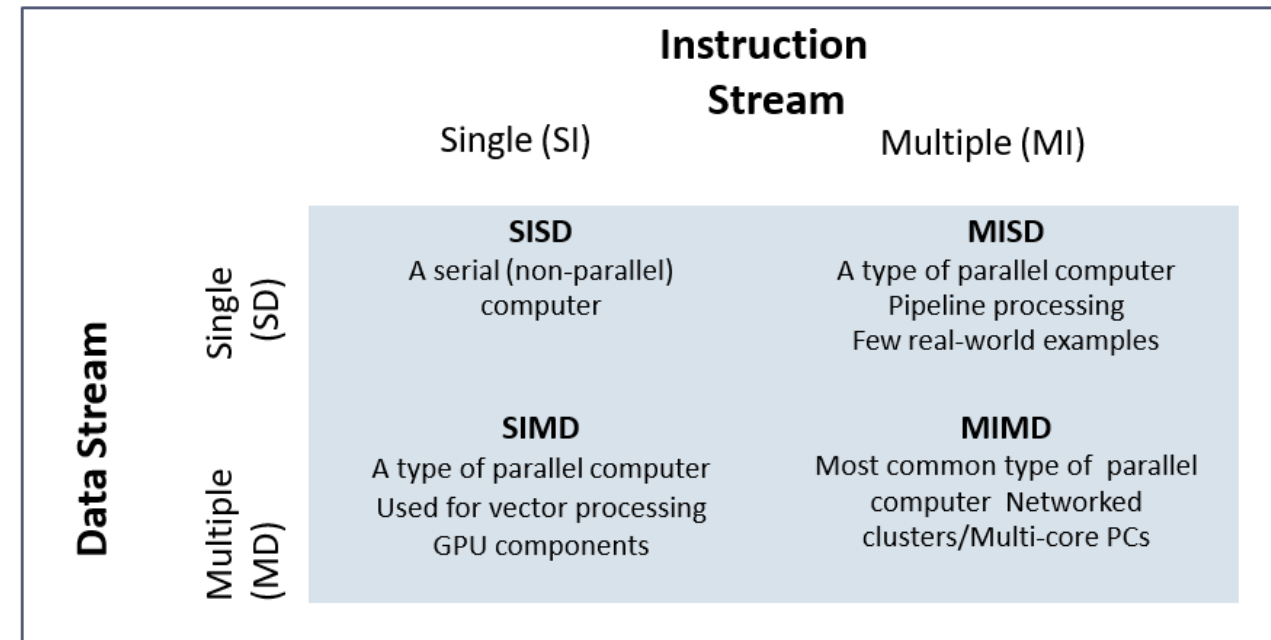 Instruction
Stream
Single (SI)
Multiple (MI)
Data Stream
Single
(SD)
SISD
A serial (non-parallel)
computer
MISD
A type of parallel computer
Pipeline processing
Few real-world examples
Multiple
(MD)
SIMD
A type of parallel computer
Used for vector processing
GPU components
MIMD
Most common type of  parallel
computer  Networked
clusters/Multi-core PCs